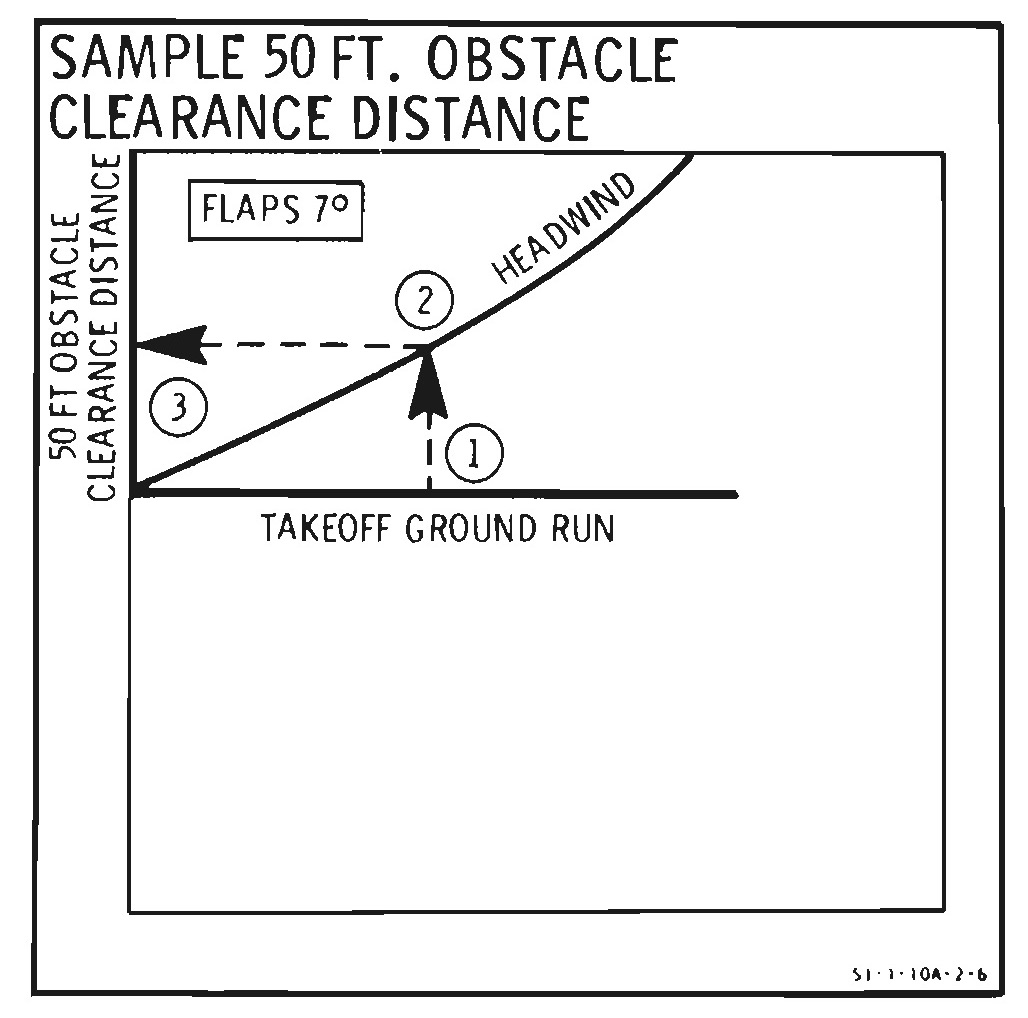 SAMPLE 50 FT. OBSTACLE
CLEARANCE DISTANCE
50 FT OBSTACLE
CLEARANCE DISTANCE
FLAPS 7°
HEADWIND
2
3
1
TAKEOFF GROUND RUN
S1-1-10A-2-6